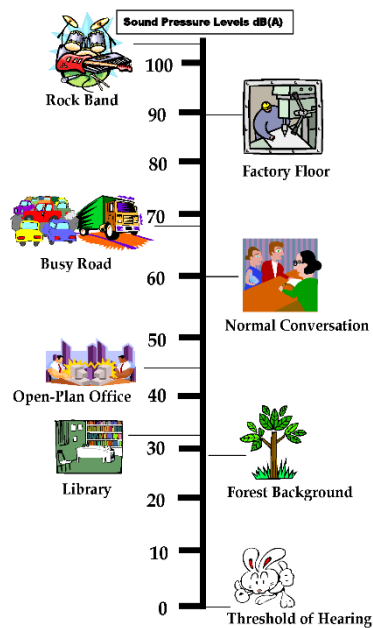 Sound Pressure Levels dB(A)
100
Rock Band
90
Factory Floor
80
70
Busy Road
60
Normal Conversation
50
Open-Plan Office
40
30
Library
Forest Background
20
10
0
Threshold of Hearing